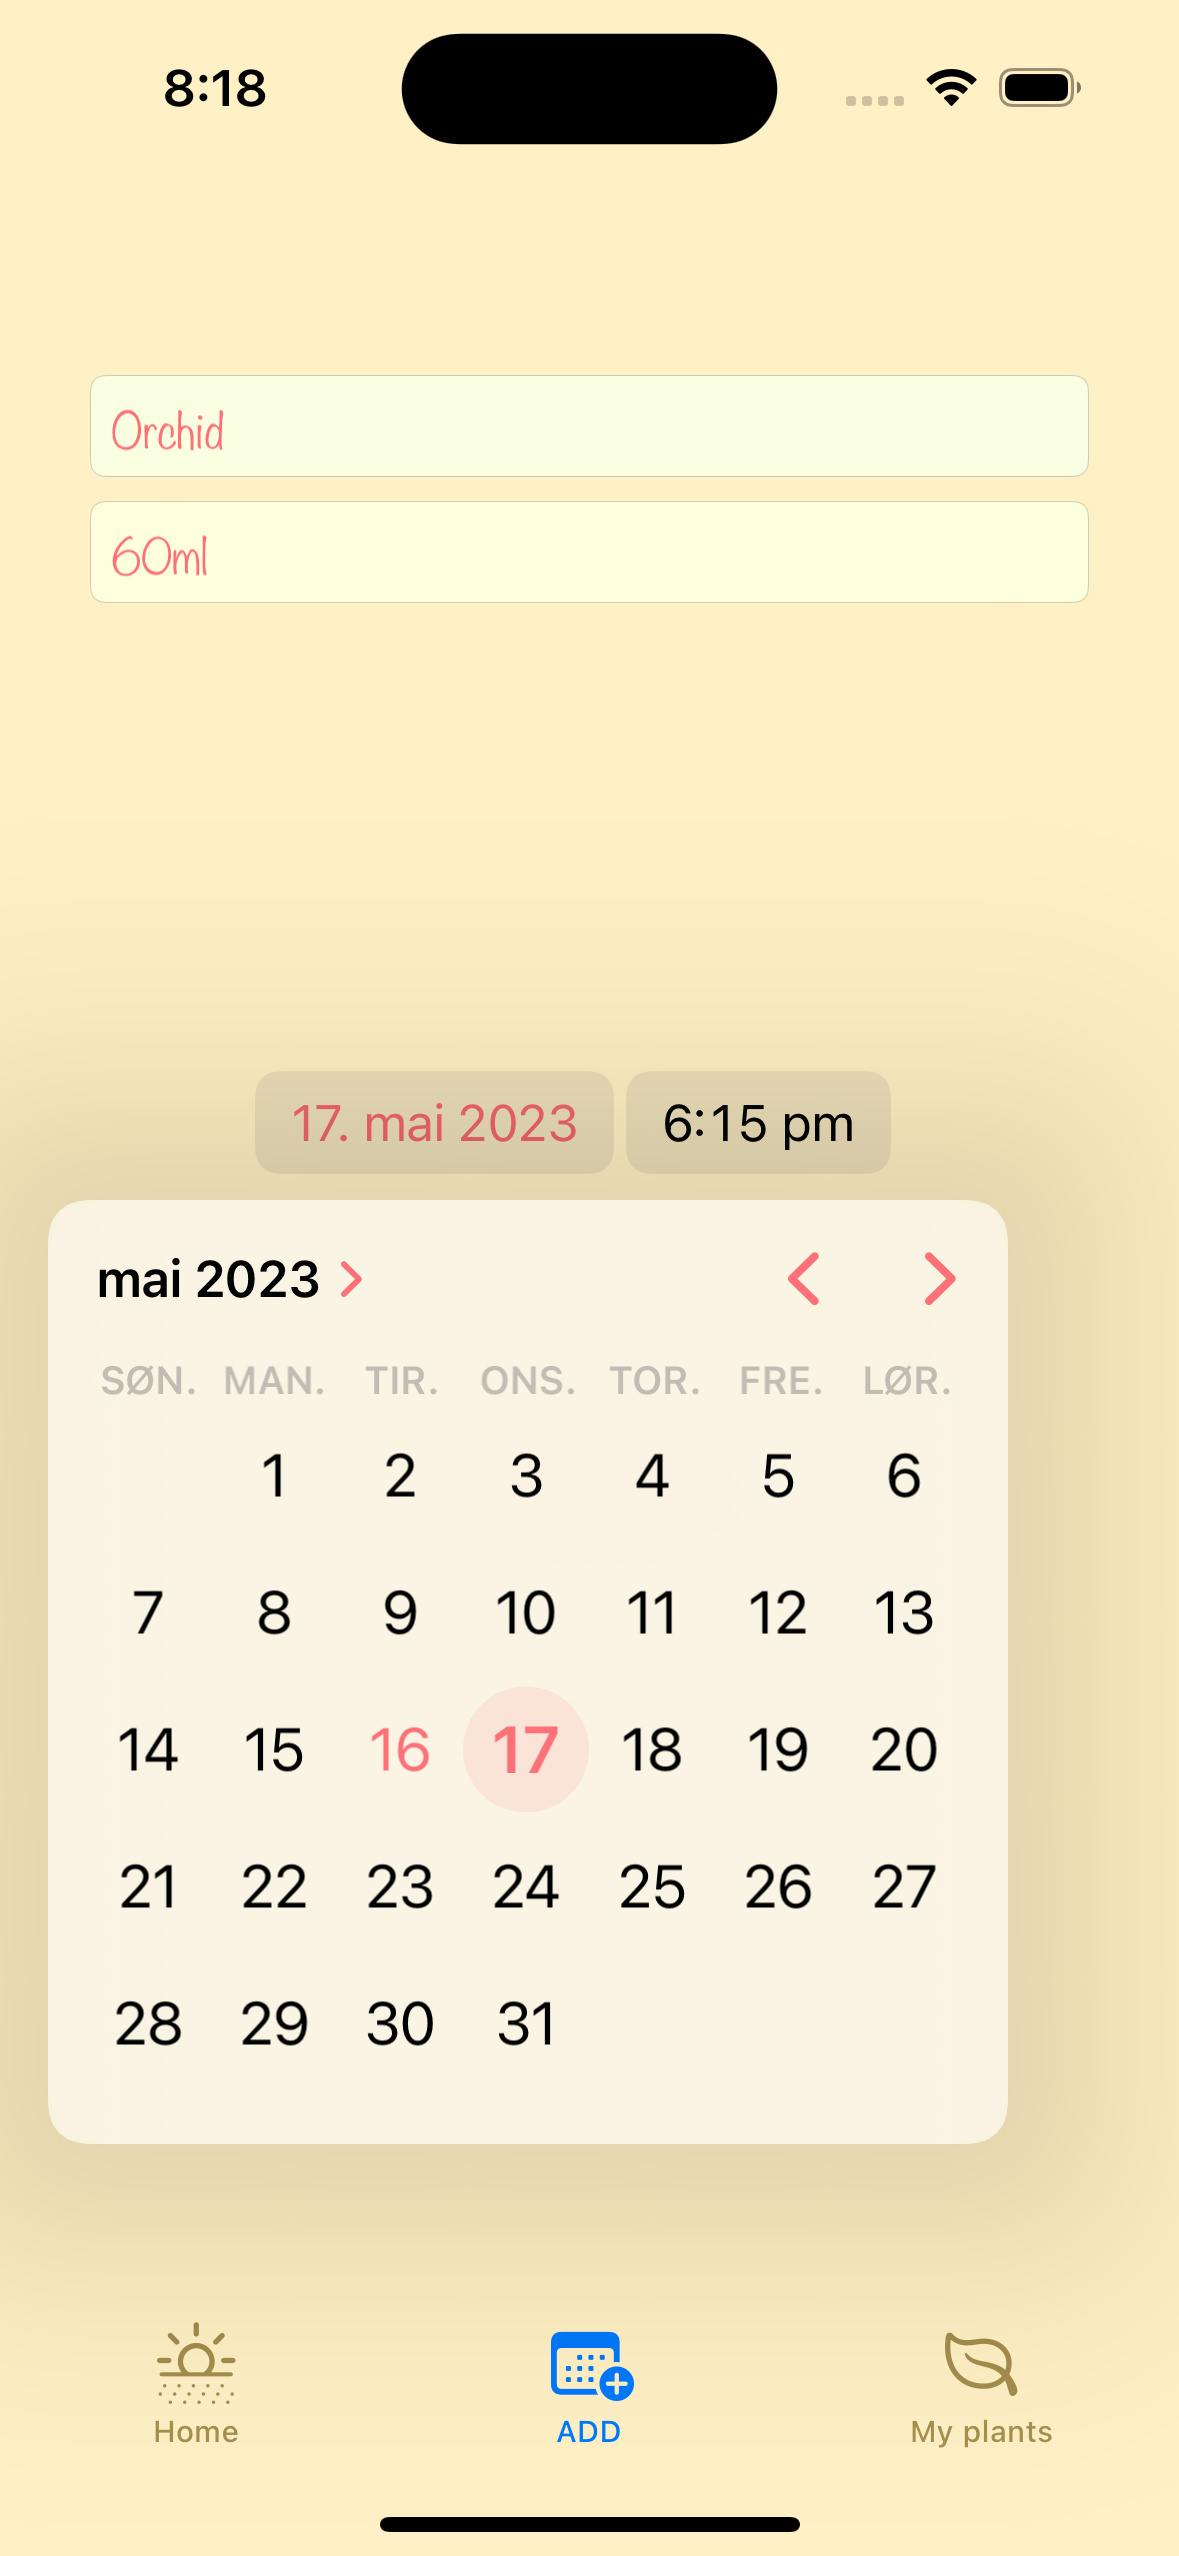 8:18
Orchid
60ml
17. mai 2023 6:15 pm
mai 2023
SØN. MAN. TIR. ONS. TOR. FRE. LØR.
1 2 3 4 5 6
7 8 9 10 11 12 13
14 15 16 17 18 19 20
21 22 23 24 25 26 27
28 29 30 31
Home ADD My plants